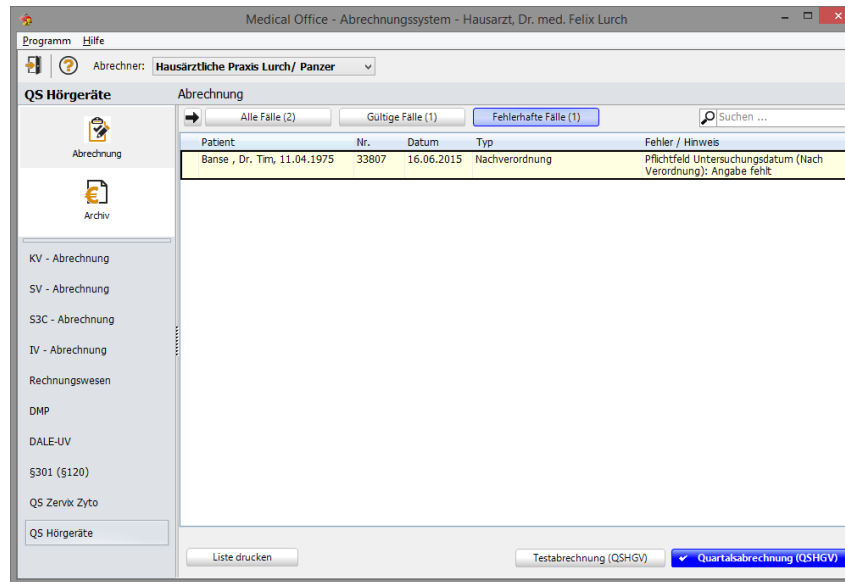 Medical Office - Abrechnungssystem - Hausarzt, Dr. med. Felix Lurch
Programm Hilfe
Abrechner: Hausärztliche Praxis Lurch/ Panzer
QS Hörgeräte
Abrechnung
Alle Fälle (2) Gültige Fälle (1) Fehlerhafte Fälle (1) Suchen ...
Patient Nr. Datum Typ Fehler / Hinweis
Banse , Dr. Tim, 11.04.1975 33807 16.06.2015 Nachverordnung Pflichtfeld Untersuchungsdatum (Nach
Verordnung): Angabe fehlt
Abrechnung
Archiv
KV - Abrechnung
SV - Abrechnung
S3C - Abrechnung
IV - Abrechnung
Rechnungswesen
DMP
DALE-UV
§301 (§120)
QS Zervix Zyto
QS Hörgeräte
Liste drucken Testabrechnung (QSHGV) Quartalsabrechnung (QSHGV)